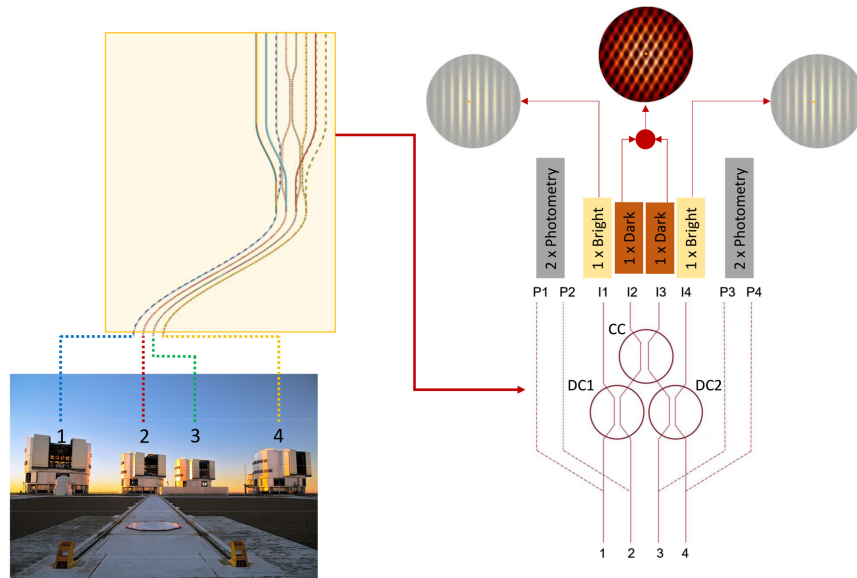 1 2 3 4
2 x Photometry
1 x Bright
1 x Dark
1 x Dark
1 x Bright
2 x Photometry
P1 P2 I1 I2 I3 I4 P3 P4
CC
DC1 DC2
1 2 3 4